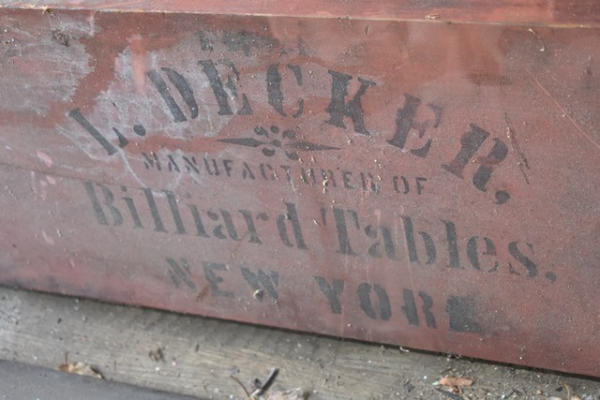 L. DECKER,
MANUFACTURER OF
Billiard Tables.
NEW YORK